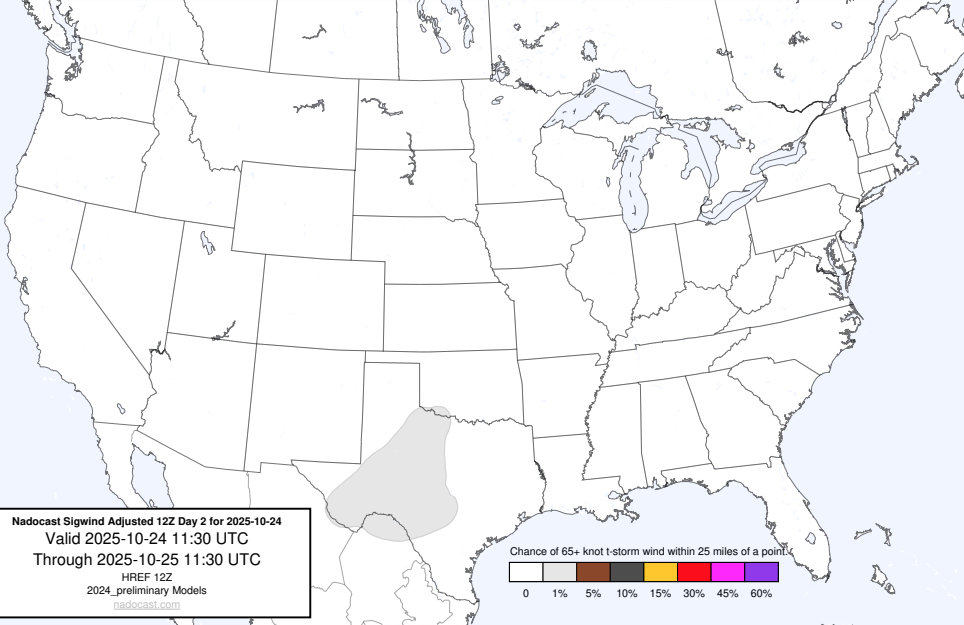 Nadocast Sigwind Adjusted 12Z Day 2 for 2025-10-24
Valid 2025-10-24 11:30 UTC
Through 2025-10-25 11:30 UTC
HREF 12Z
2024_preliminary Models
nadocast.com
Chance of 65+ knot t-storm wind within 25 miles of a point.
0 1% 5% 10% 15% 30% 45% 60%